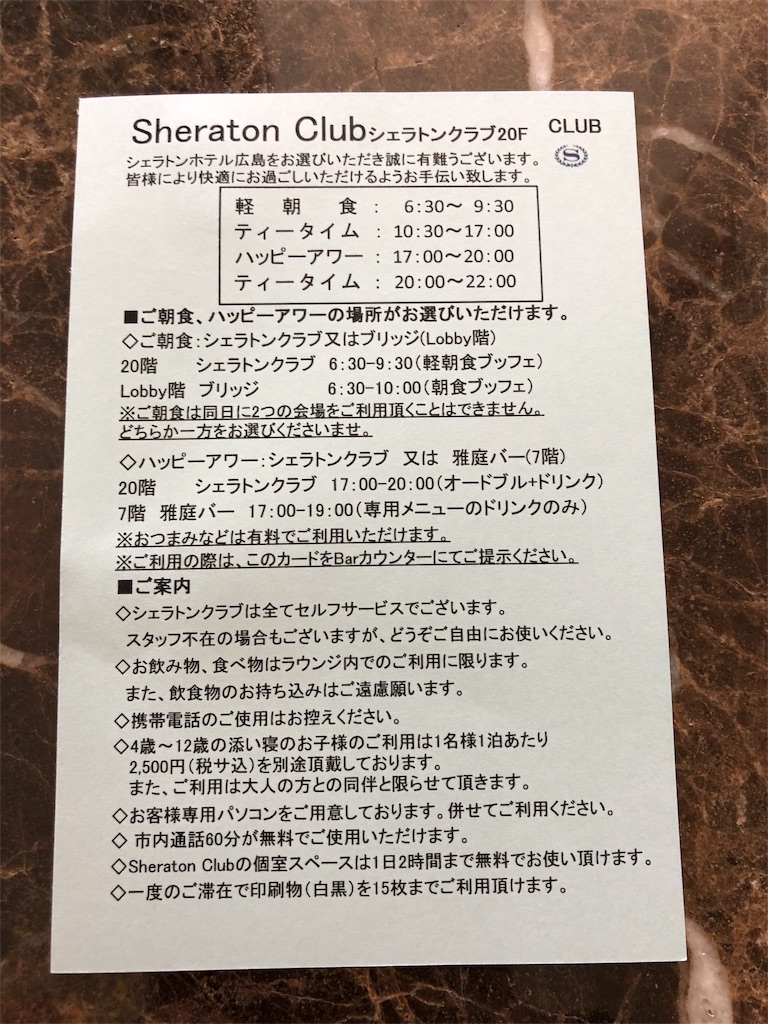 Sheraton Clubシェラトンクラブ20F CLUB
シェラトンホテル広島をお選びいただき誠に有難うございます。
皆様により快適にお過ごしいただけるようお手伝い致します。
S
軽 朝 食 : 6:30～ 9:30
ティータイム : 10:30～17:00
ハッピーアワー : 17:00～20:00
ティータイム : 20:00～22:00
■ご朝食、ハッピーアワーの場所がお選びいただけます。
◇ご朝食:シェラトンクラブ又はブリッジ(Lobby階)
20階 シェラトンクラブ 6:30-9:30(軽朝食ブッフェ)
Lobby階 ブリッジ 6:30-10:00(朝食ブッフェ)
※ご朝食は同日に2つの会場をご利用頂くことはできません。
どちらか一方をお選びくださいませ。
◇ハッピーアワー:シェラトンクラブ 又は 雅庭バー(7階)
20階 シェラトンクラブ 17:00-20:00(オードブル+ドリンク)
7階 雅庭バー 17:00-19:00(専用メニューのドリンクのみ)
※おつまみなどは有料でご利用いただけます。
※ご利用の際は、このカードをBarカウンターにてご提示ください。
■ご案内
◇シェラトンクラブは全てセルフサービスでございます。
スタッフ不在の場合もございますが、どうぞご自由にお使いください。
◇お飲み物、食べ物はラウンジ内でのご利用に限ります。
また、飲食物のお持ち込みはご遠慮願います。
◇携帯電話のご使用はお控えください。
◇4歳～12歳の添い寝のお子様のご利用は1名様1泊あたり
2,500円(税サ込)を別途頂戴しております。
また、ご利用は大人の方との同伴と限らせて頂きます。
◇お客様専用パソコンをご用意しております。併せてご利用ください。
◇ 市内通話60分が無料でご使用いただけます。
◇Sheraton Clubの個室スペースは1日2時間まで無料でお使い頂けます。
◇一度のご滞在で印刷物(白黒)を15枚までご利用頂けます。